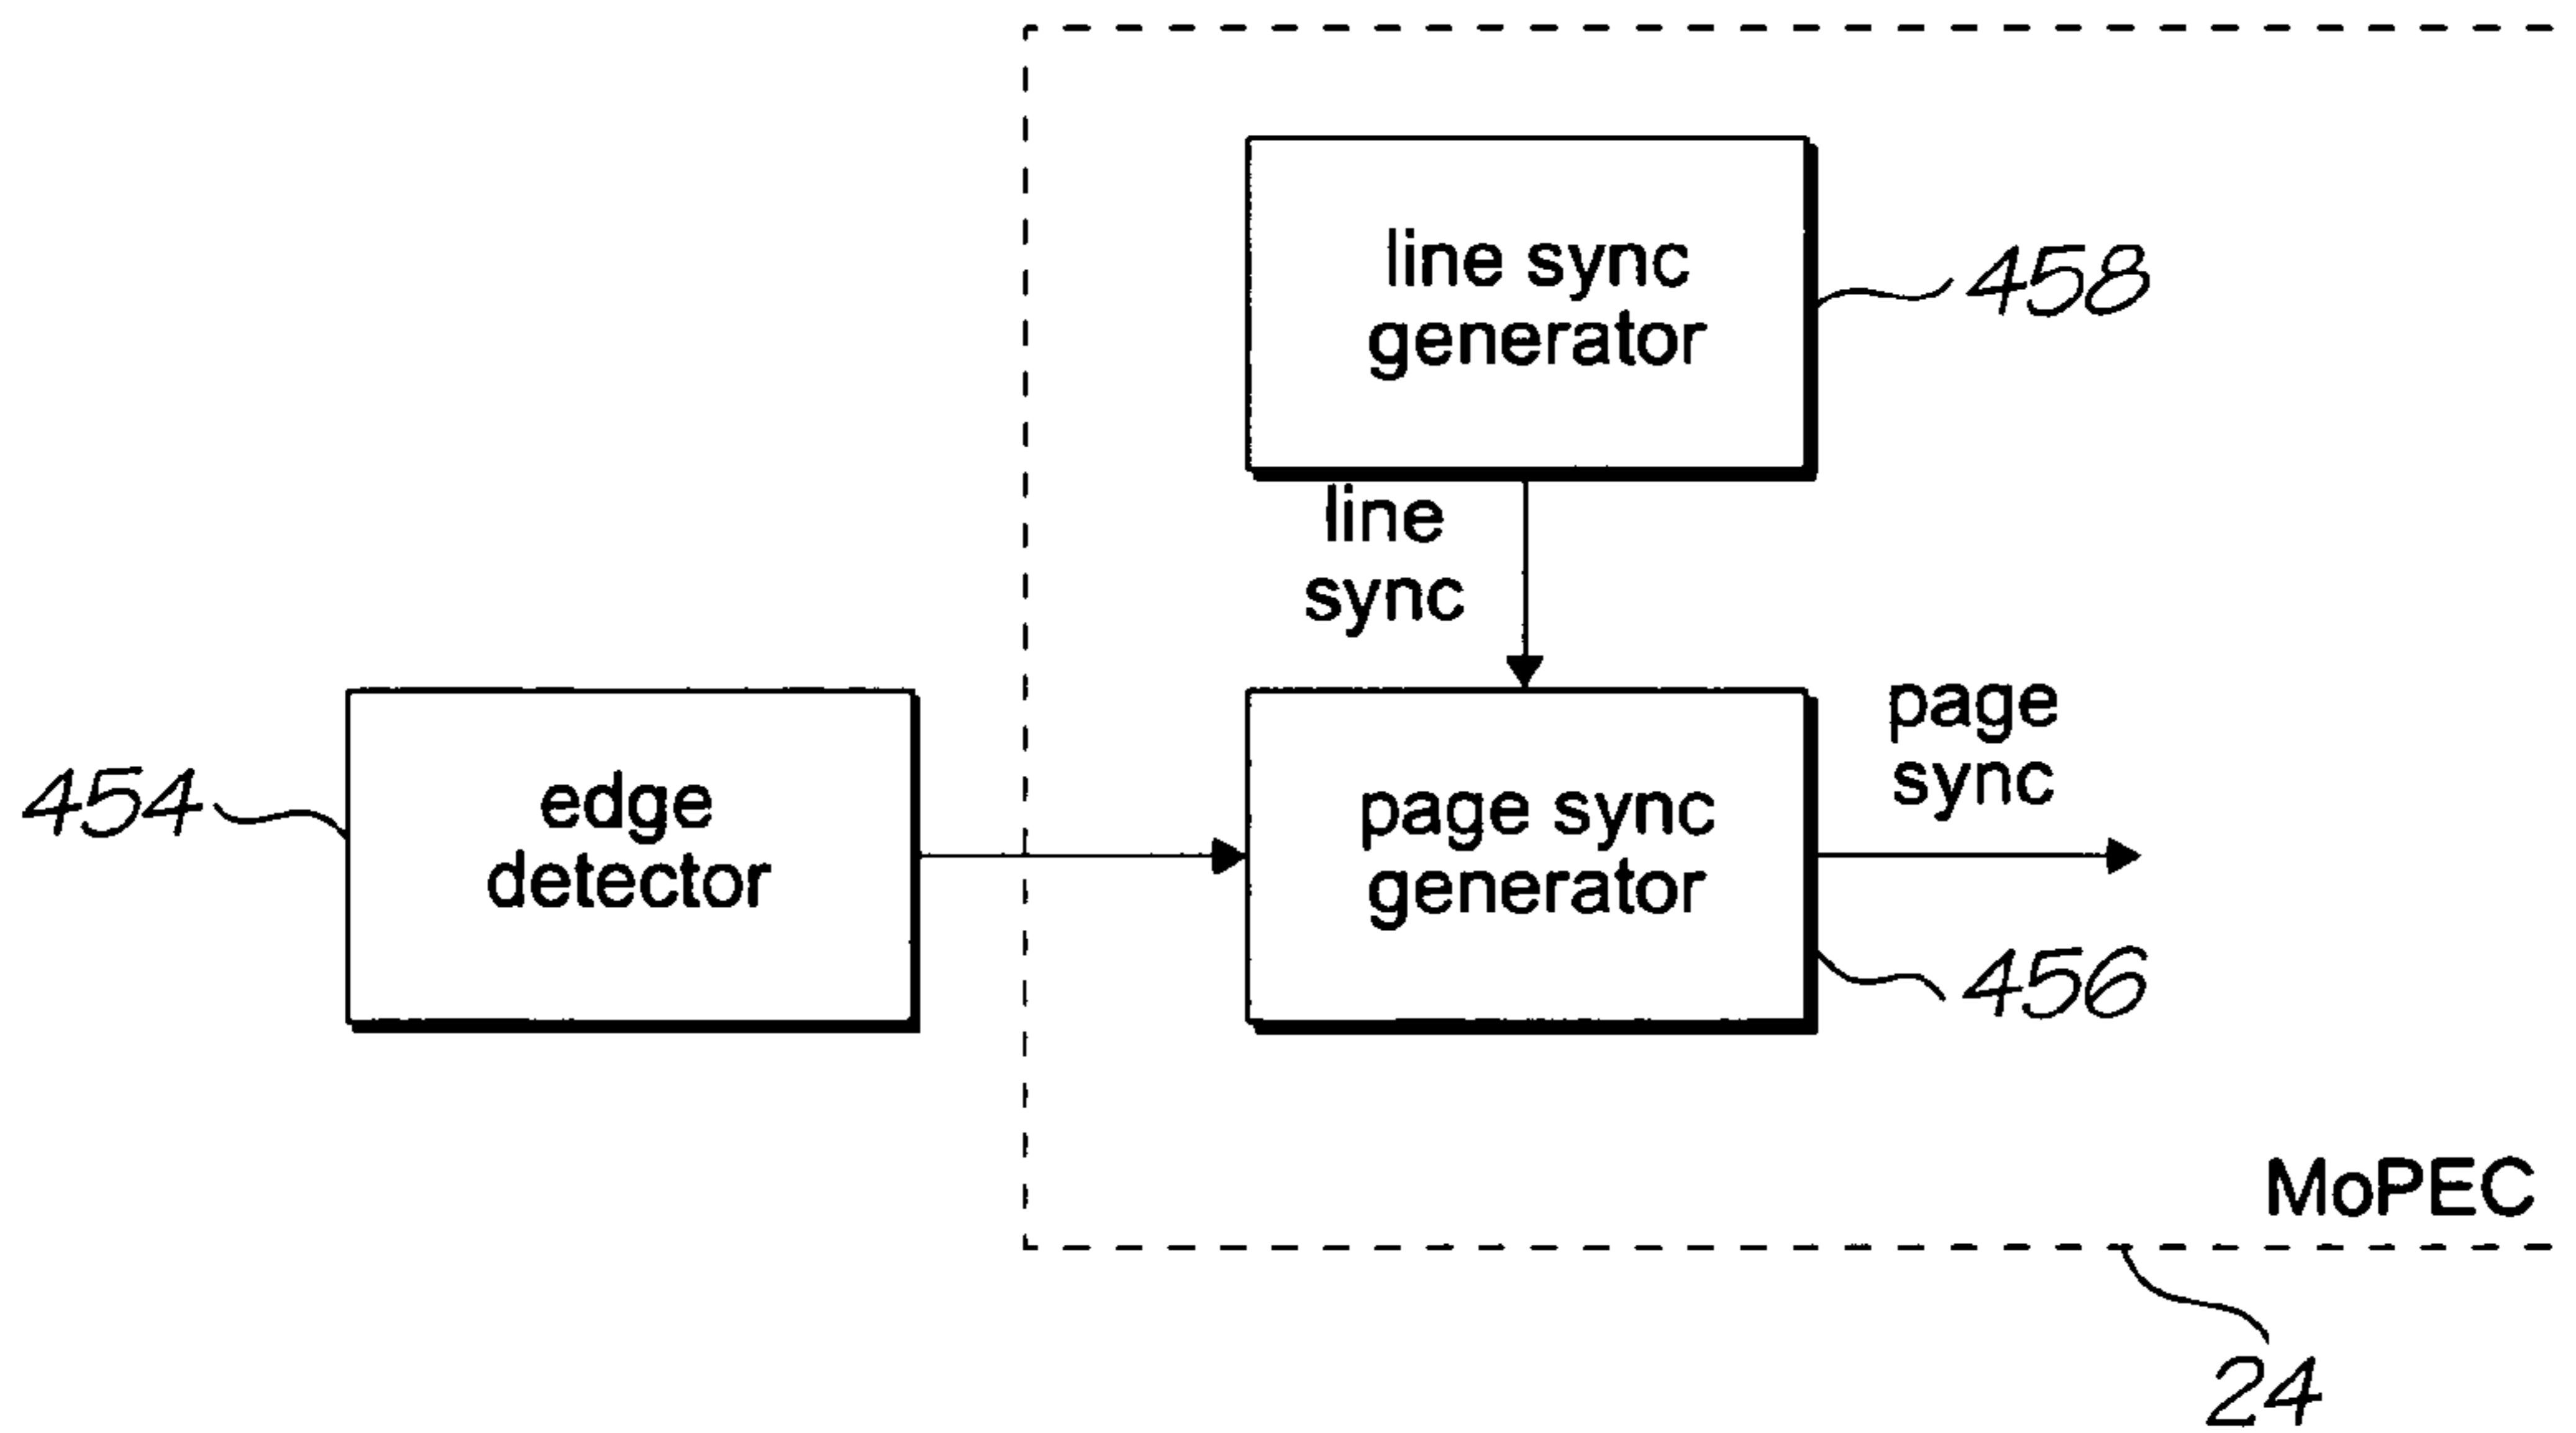 line sync
generator
458
line
sync
page
sync
454
edge
detector
page sync
generator
456
MoPEC
24